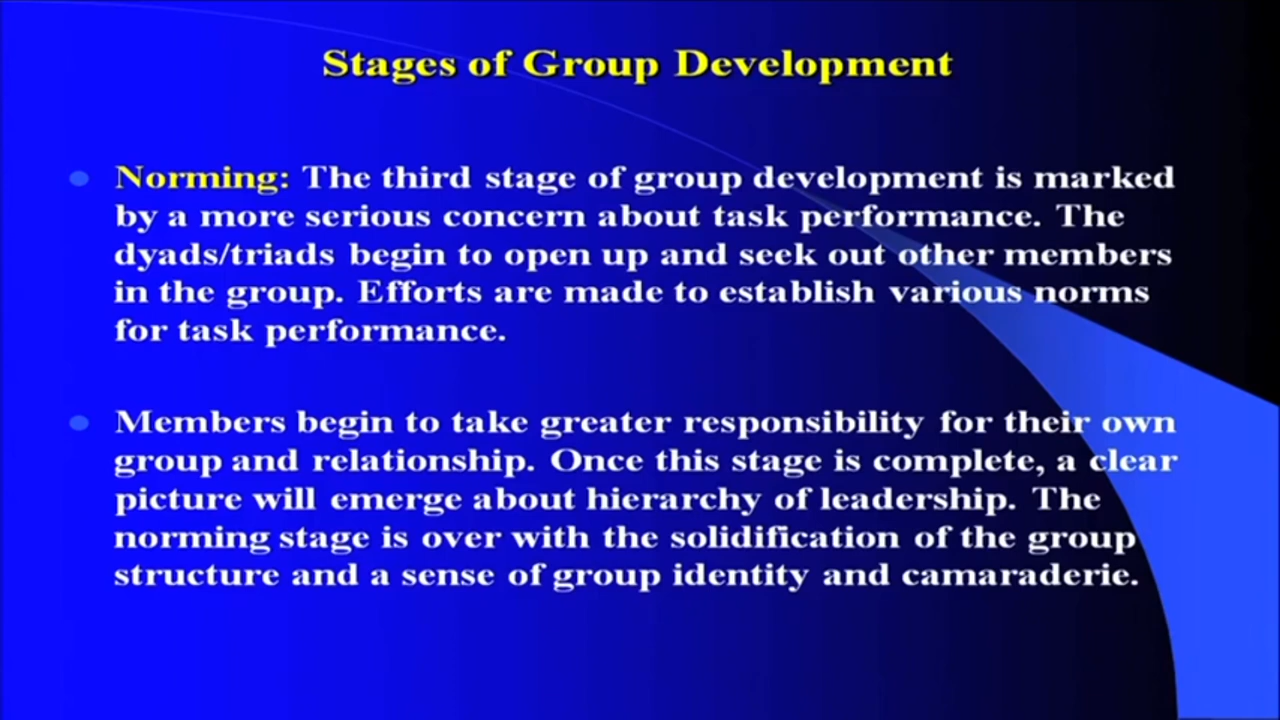 Stages of Group Development
Norming: The third stage of group development is marked
by a more serious concern about task performance. The
dyads/triads begin to open up and seek out other members
in the group. Efforts are made to establish various norms
for task performance.
Members begin to take greater responsibility for their own
group and relationship. Once this stage is complete, a clear
picture will emerge about hierarchy of leadership. The
norming stage is over with the solidification of the group
structure and a sense of group identity and camaraderie.